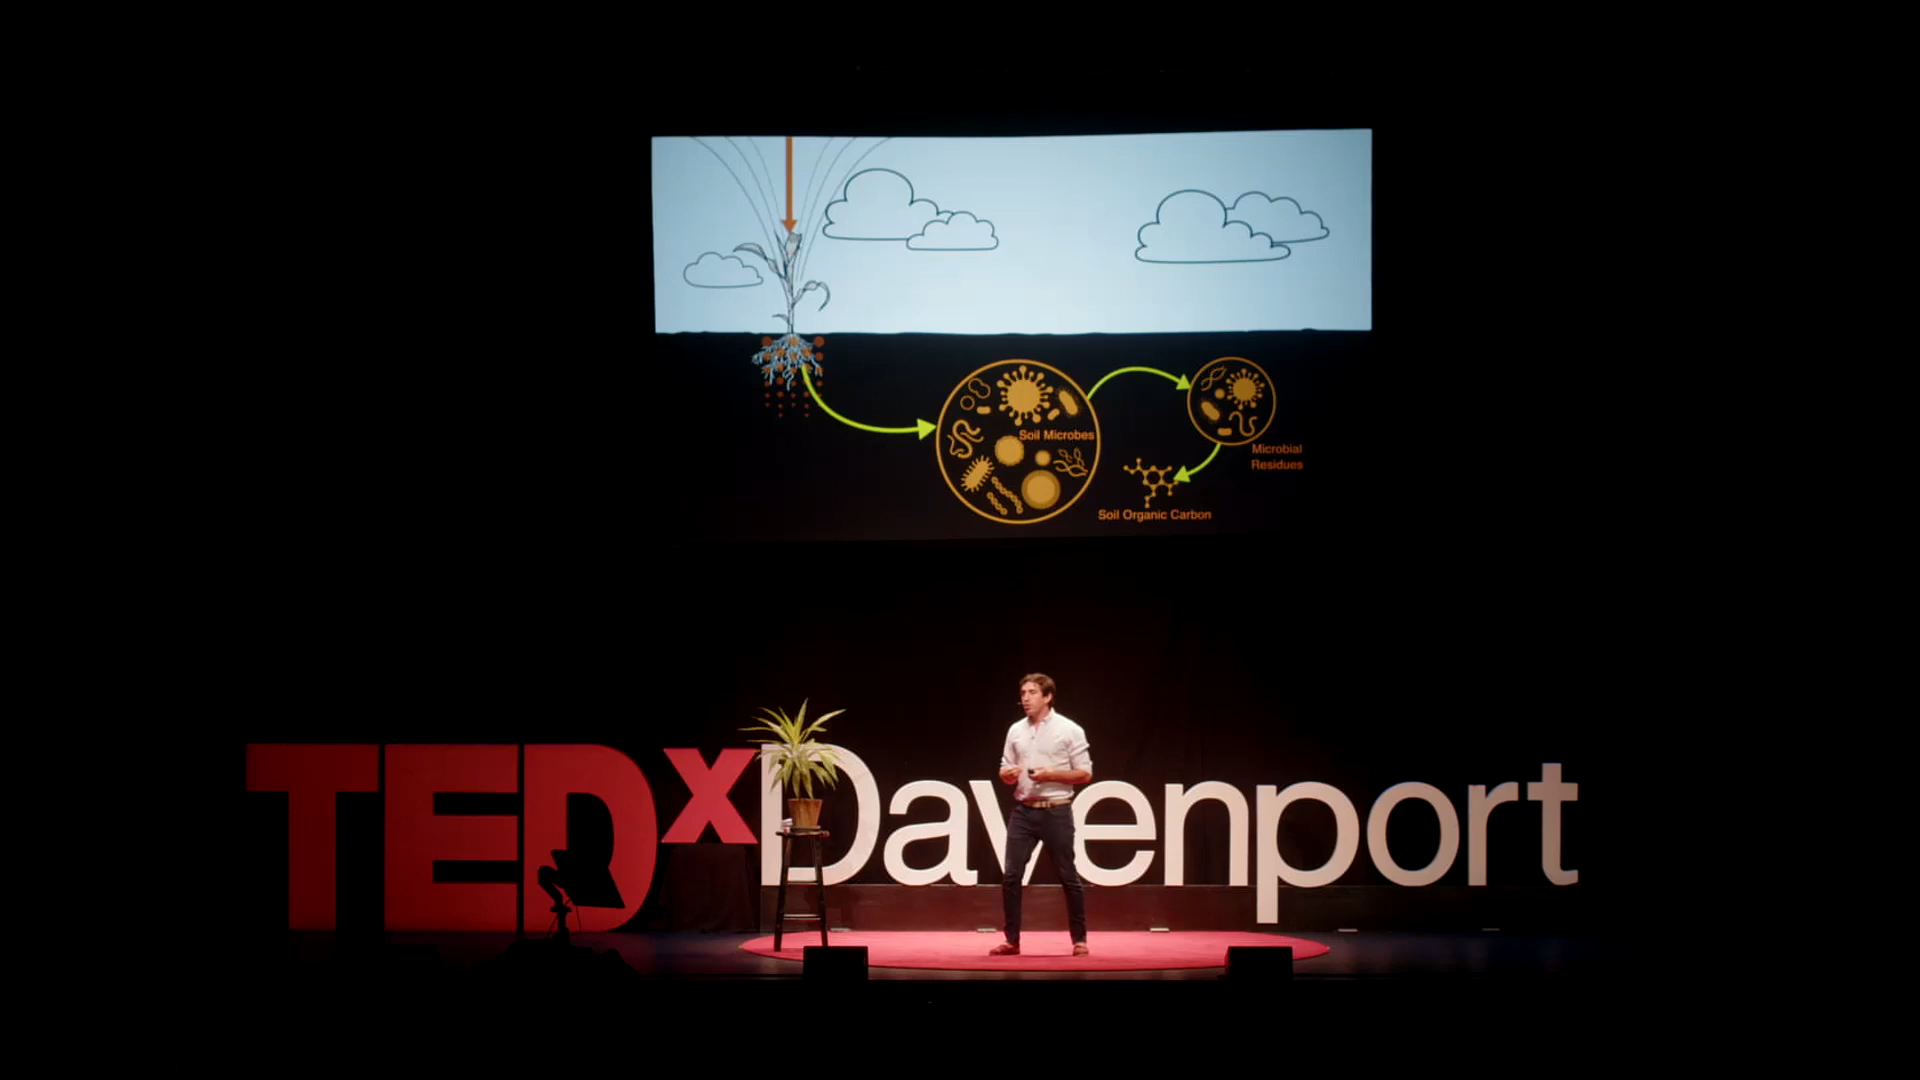 Soil Microbes
Microbial
Residues
Soil Organic Carbon
TEDxDavenport